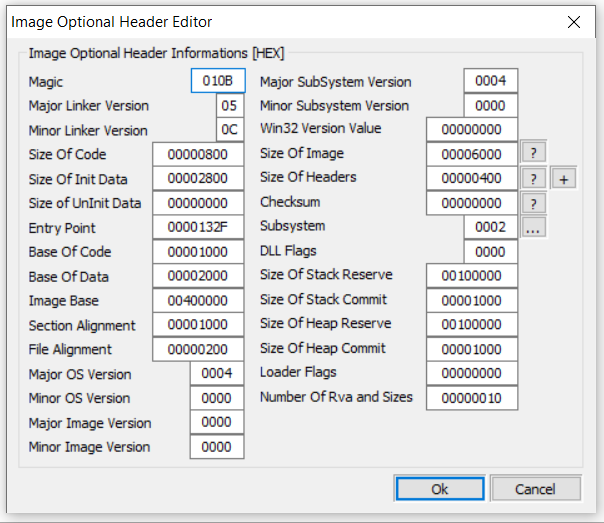 Image Optional Header Editor
Image Optional Header Informations [HEX]
Magic 010B
Major Linker Version 05
Minor Linker Version 0C
Size Of Code 00000800
Size Of Init Data 00002800
Size of UnInit Data 00000000
Entry Point 0000132F
Base Of Code 00001000
Base Of Data 00002000
Image Base 00400000
Section Alignment 00001000
File Alignment 00000200
Major OS Version 0004
Minor OS Version 0000
Major Image Version 0000
Minor Image Version 0000
Major SubSystem Version 0004
Minor Subsystem Version 0000
Win32 Version Value 00000000
Size Of Image 00006000 ?
Size Of Headers 00000400 ? +
Checksum 00000000 ?
Subsystem 0002 ...
DLL Flags 0000
Size Of Stack Reserve 00100000
Size Of Stack Commit 00001000
Size Of Heap Reserve 00100000
Size Of Heap Commit 00001000
Loader Flags 00000000
Number Of Rva and Sizes 00000010
Ok Cancel